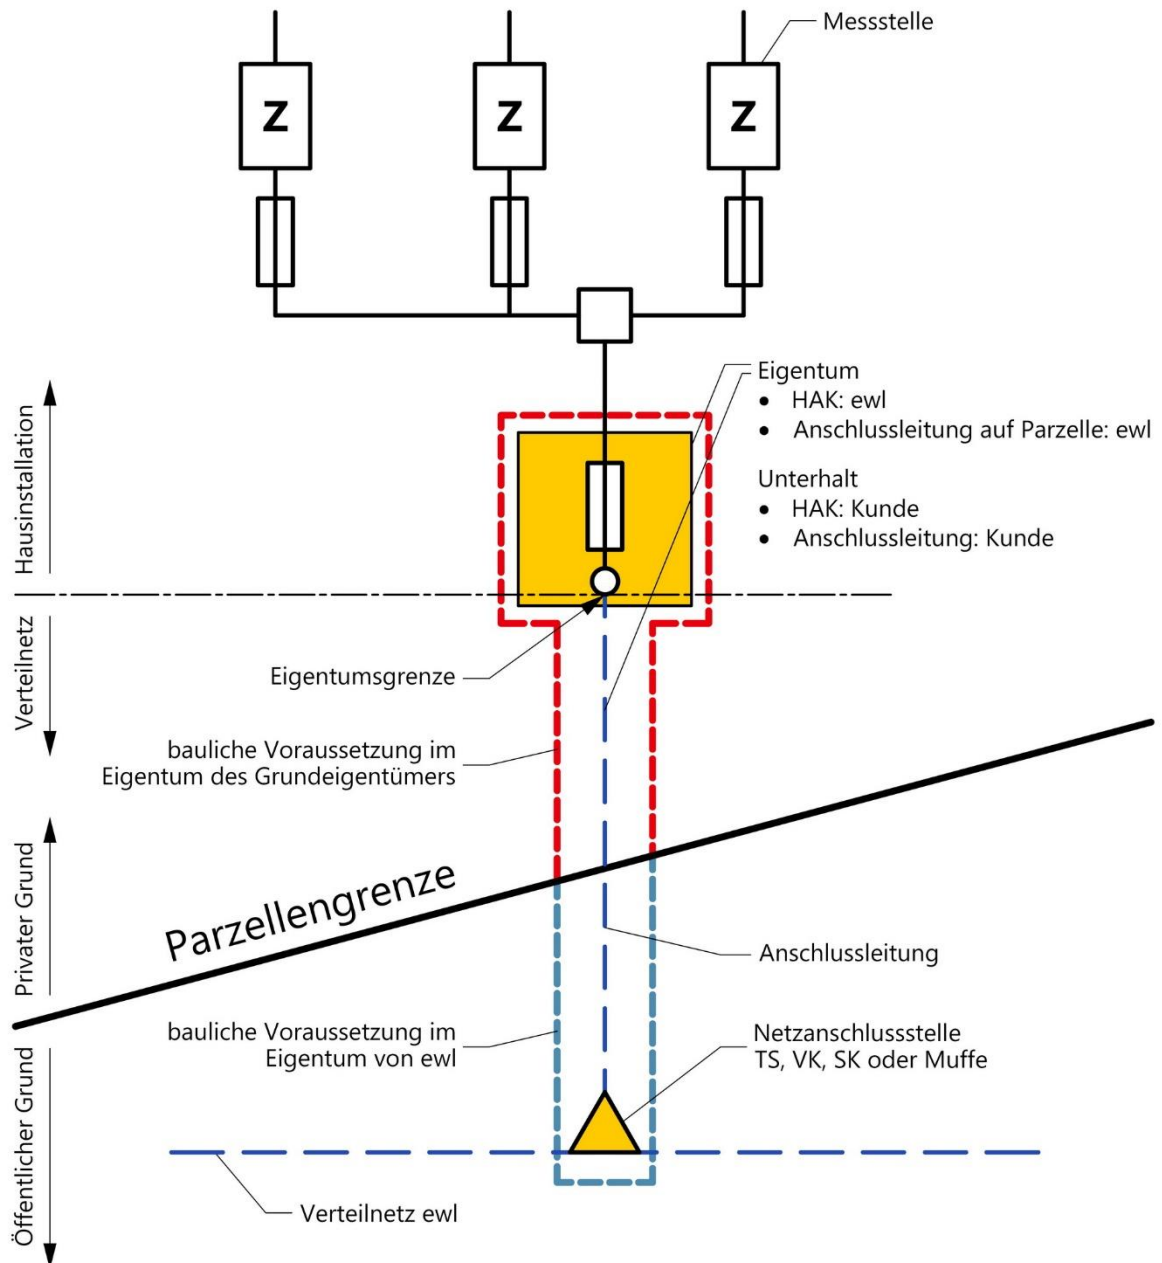 Messstelle
Z
Z
Z
Eigentum
• HAK: ewl
• Anschlussleitung auf Parzelle: ewl
Unterhalt
• HAK: Kunde
• Anschlussleitung: Kunde
Hausinstallation
Verteilnetz
Eigentumsgrenze
bauliche Voraussetzung im
Eigentum des Grundeigentümers
Parzellengrenze
Privater Grund
Anschlussleitung
bauliche Voraussetzung im
Eigentum von ewl
Netzanschlussstelle
TS, VK, SK oder Muffe
Öffentlicher Grund
Verteilnetz ewl